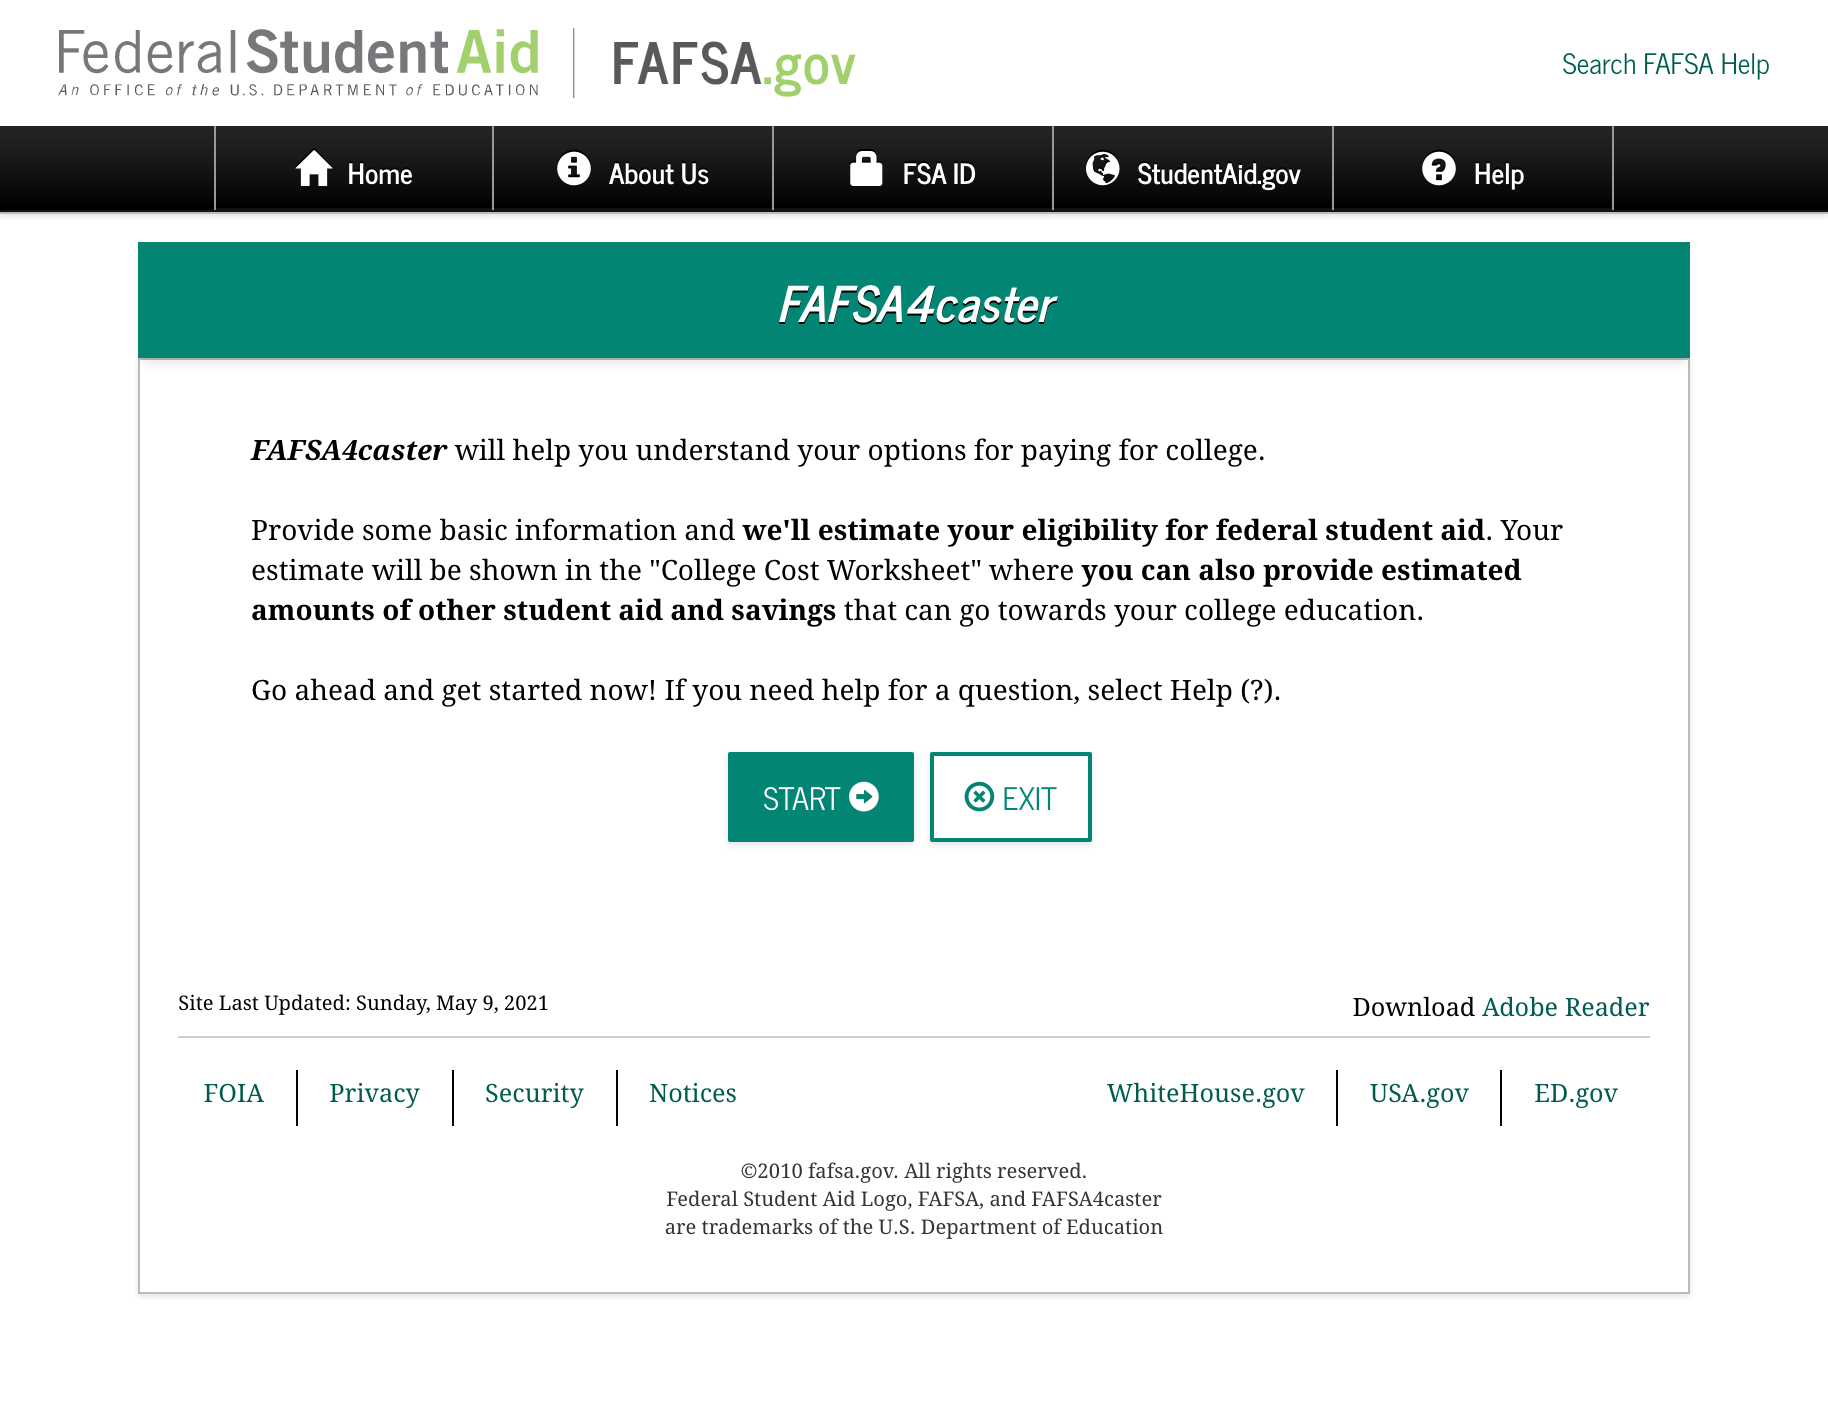 Federal Student Aid
An OFFICE of the U.S. DEPARTMENT of EDUCATION
FAFSA.gov
Search FAFSA Help
Home
About Us
FSA ID
StudentAid.gov
Help
FAFSA4caster
FAFSA4caster will help you understand your options for paying for college.
Provide some basic information and we'll estimate your eligibility for federal student aid. Your
estimate will be shown in the "College Cost Worksheet" where you can also provide estimated
amounts of other student aid and savings that can go towards your college education.
Go ahead and get started now! If you need help for a question, select Help (?).
START
EXIT
Site Last Updated: Sunday, May 9, 2021
Download Adobe Reader
FOIA
Privacy
Security
Notices
WhiteHouse.gov
USA.gov
ED.gov
©2010 fafsa.gov. All rights reserved.
Federal Student Aid Logo, FAFSA, and FAFSA4caster
are trademarks of the U.S. Department of Education